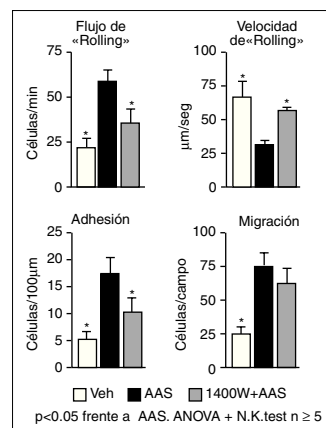 Flujo de
«Rolling»
Velocidad
de«Rolling»
Células/min
75
50
25
0
*
*
µm/seg
100
75
50
25
0
*
*
Adhesión
Migración
Células/100µm
25
20
15
10
5
0
*
*
Células/campo
100
75
50
25
0
*
Veh AAS 1400W+AAS
p<0.05 frente a AAS. ANOVA + N.K.test n ≥ 5